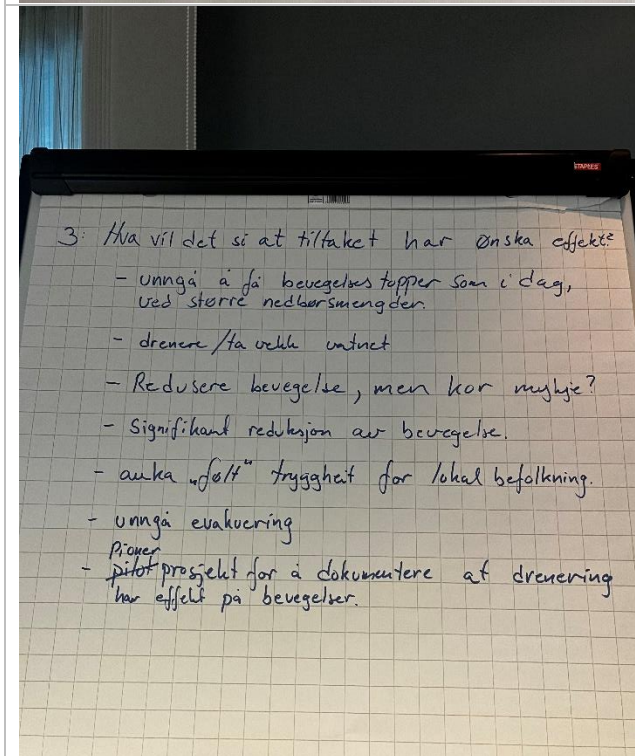 STAPLES
3: Hva vil det si at tiltaket har ønska effekt?
- unngå å få bevegelses topper som i dag,
ved større nedbørsmengder.
- drenere /ta vekk vatnet
- Redusere bevegelse, men kor mykje?
- Signifikant reduksjon av bevegelse.
- auka „følt" tryggheit for lokal befolkning.
- unngå evakuering
Pioner
- pilot prosjekt for å dokumentere at drenering
har effekt på bevegelser.